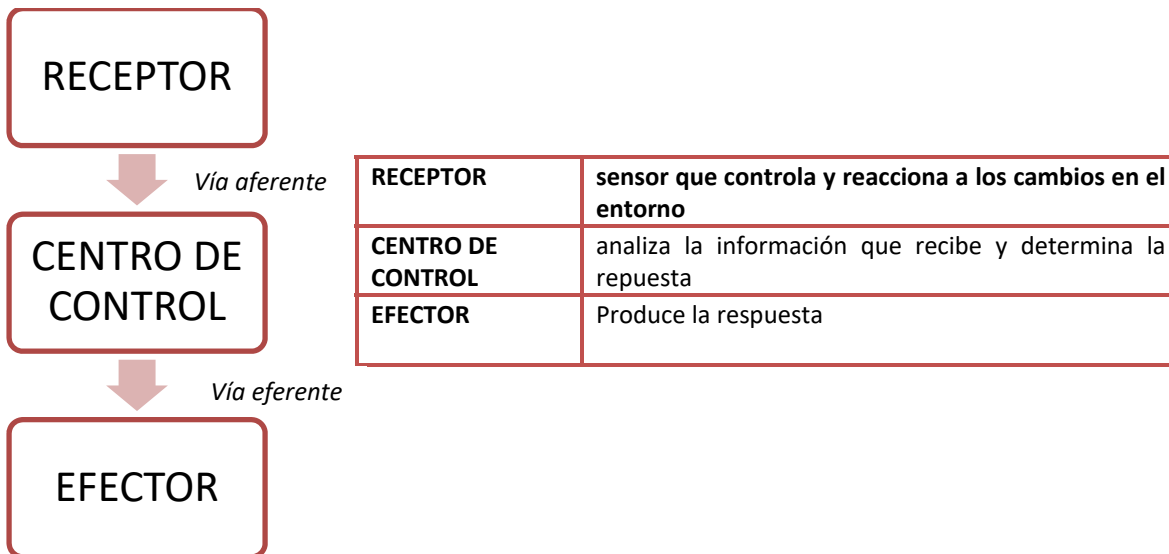 RECEPTOR
Vía aferente
CENTRO DE
CONTROL
Vía eferente
EFECTOR
RECEPTOR
sensor que controla y reacciona a los cambios en el
entorno
CENTRO DE
CONTROL
analiza la información que recibe y determina la
repuesta
EFECTOR
Produce la respuesta